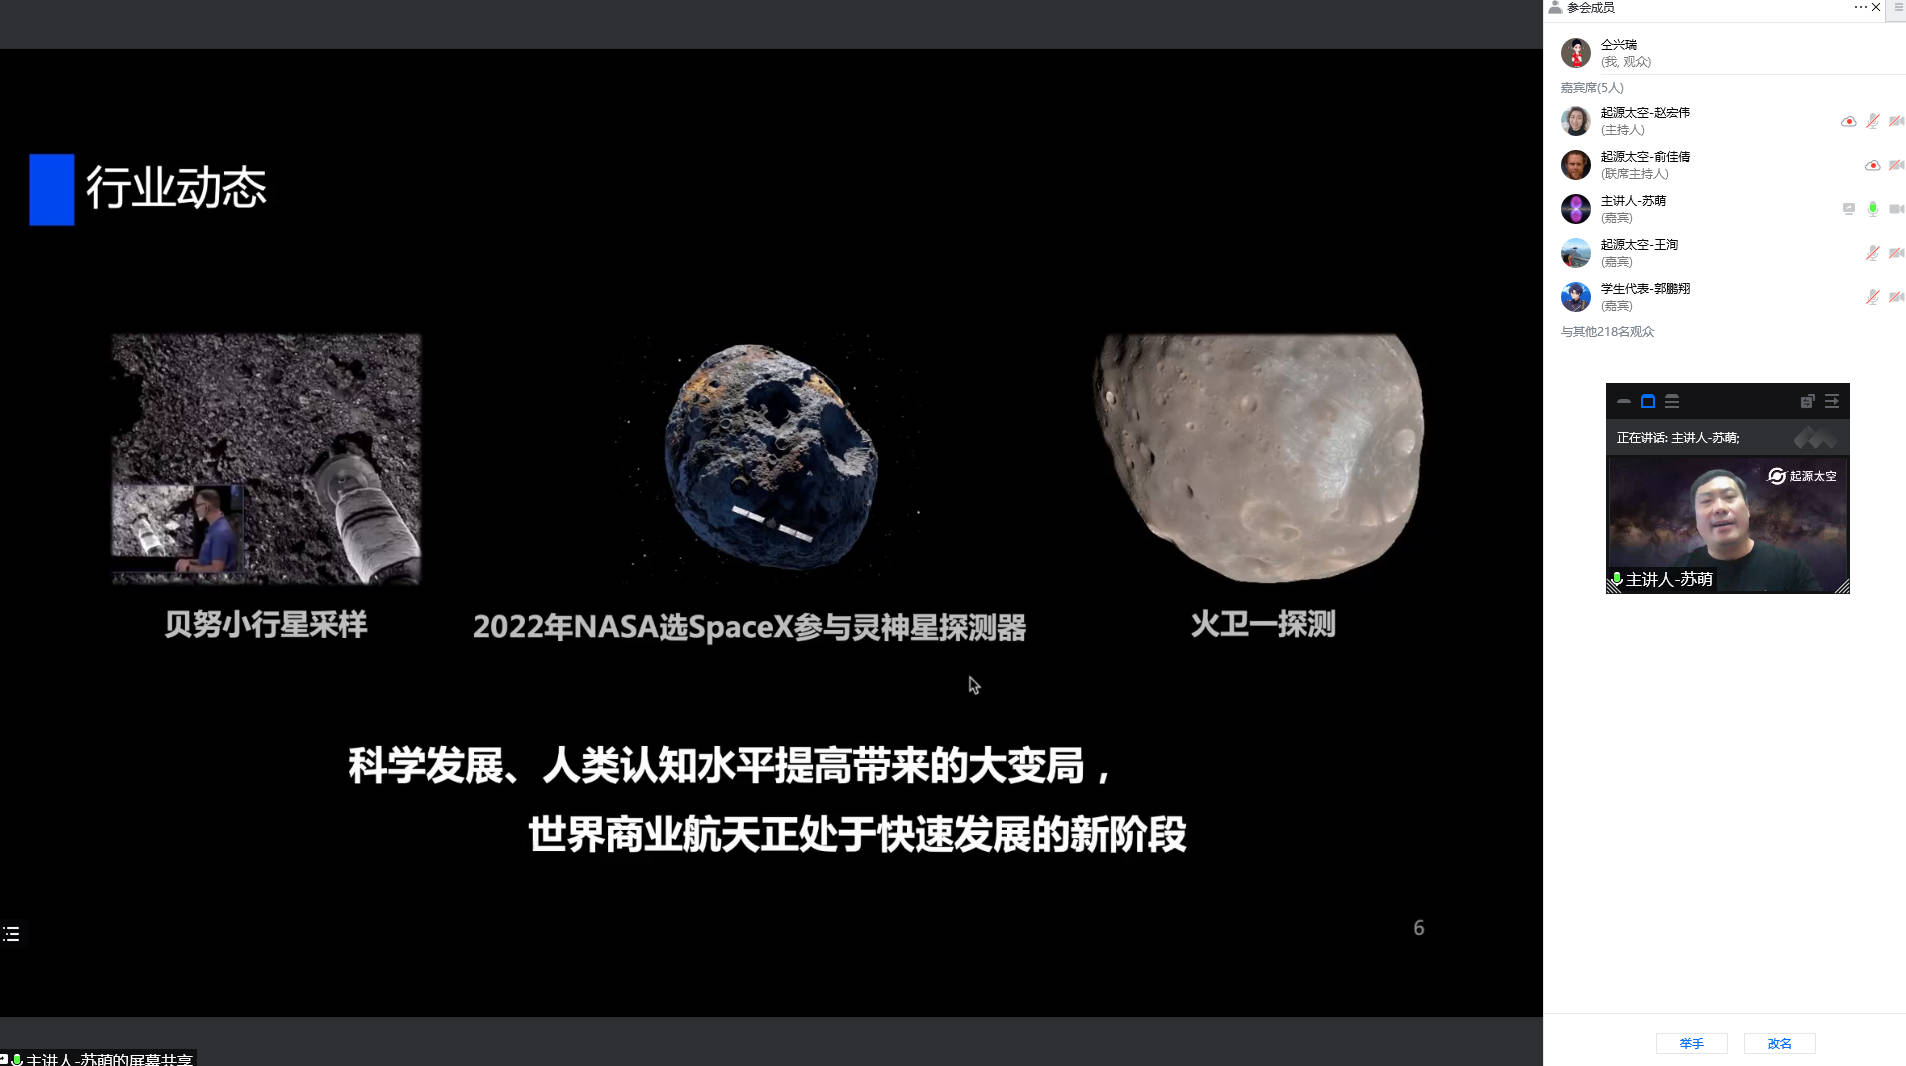 行业动态
贝努小行星采样
2022年NASA选SpaceX参与灵神星探测器
火卫一探测
科学发展、人类认知水平提高带来的大变局，
世界商业航天正处于快速发展的新阶段
6
主讲人-苏萌的屏幕共享
参会成员
仝兴瑞
(我, 观众)
嘉宾席(5人)
起源太空-赵宏伟
(主持人)
起源太空-俞佳倩
(联席主持人)
主讲人-苏萌
(嘉宾)
起源太空-王洵
(嘉宾)
学生代表-郭鹏翔
(嘉宾)
与其他218名观众
正在讲话: 主讲人-苏萌;
起源太空
主讲人-苏萌
举手
改名